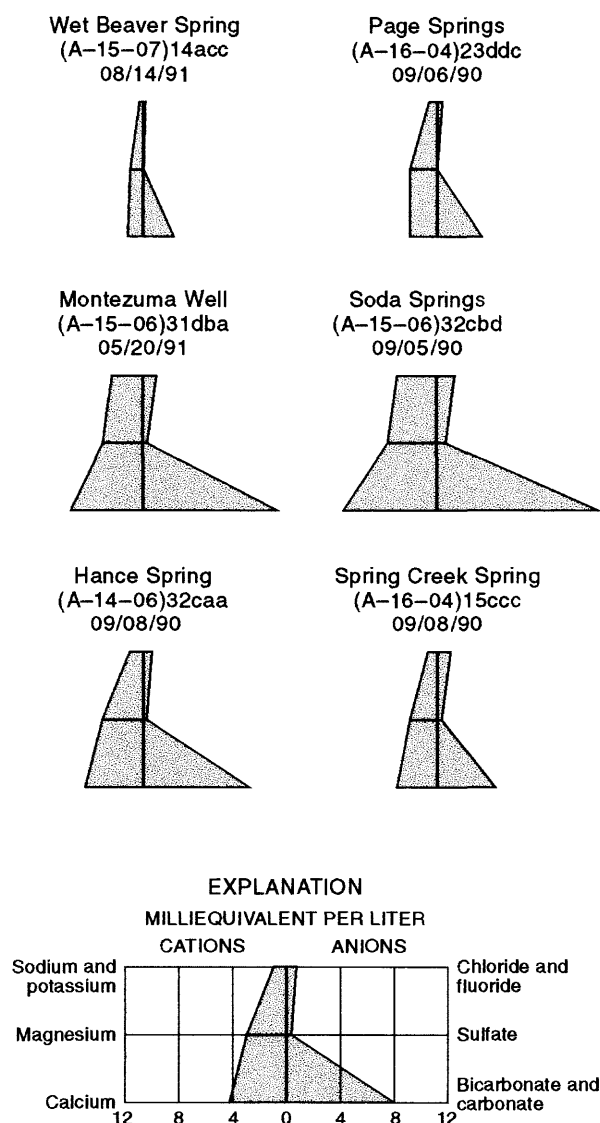 Wet Beaver Spring
(A–15–07)14acc
08/14/91
Page Springs
(A–16–04)23ddc
09/06/90
Montezuma Well
(A–15–06)31dba
05/20/91
Soda Springs
(A–15–06)32cbd
09/05/90
Hance Spring
(A–14–06)32caa
09/08/90
Spring Creek Spring
(A–16–04)15ccc
09/08/90
EXPLANATION
MILLIEQUIVALENT PER LITER
CATIONS
ANIONS
Sodium and
potassium
Chloride and
fluoride
Magnesium
Sulfate
Calcium
Bicarbonate and
carbonate
12 8 4 0 4 8 12